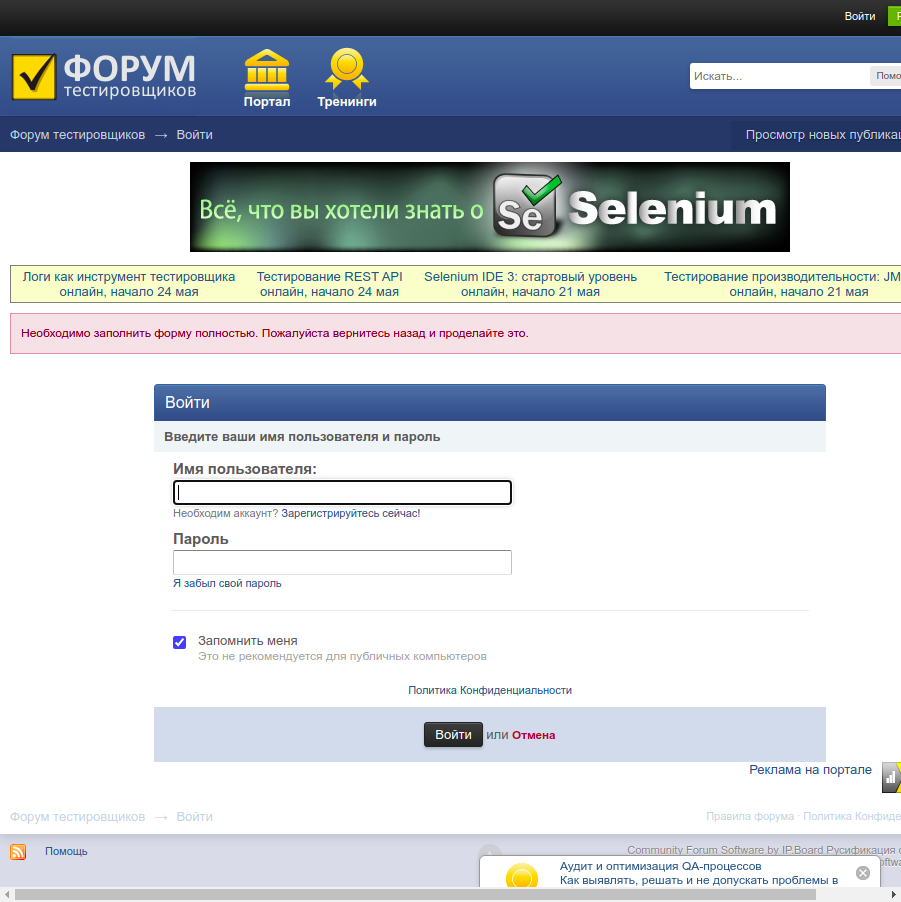 Войти
ФОРУМ
тестировщиков
Портал
Тренинги
Искать...
Форум тестировщиков → Войти
Просмотр новых
Всё, что вы хотели знать о Se Selenium
Логи как инструмент тестировщика
онлайн, начало 24 мая
Тестирование REST API
онлайн, начало 24 мая
Selenium IDE 3: стартовый уровень
онлайн, начало 21 мая
Тестирование производительности:
онлайн, начало 21 мая
Необходимо заполнить форму полностью. Пожалуйста вернитесь назад и проделайте это.
Войти
Введите ваши имя пользователя и пароль
Имя пользователя:
Необходим аккаунт? Зарегистрируйтесь сейчас!
Пароль
Я забыл свой пароль
Запомнить меня
Это не рекомендуется для публичных компьютеров
Политика Конфиденциальности
Войти или Отмена
Реклама на портале
Форум тестировщиков → Войти
Правила форума · Политика
Помощь
Community Forum Software by IP.Board Русификация
Аудит и оптимизация QA-процессов
Как выявлять, решать и не допускать проблемы в